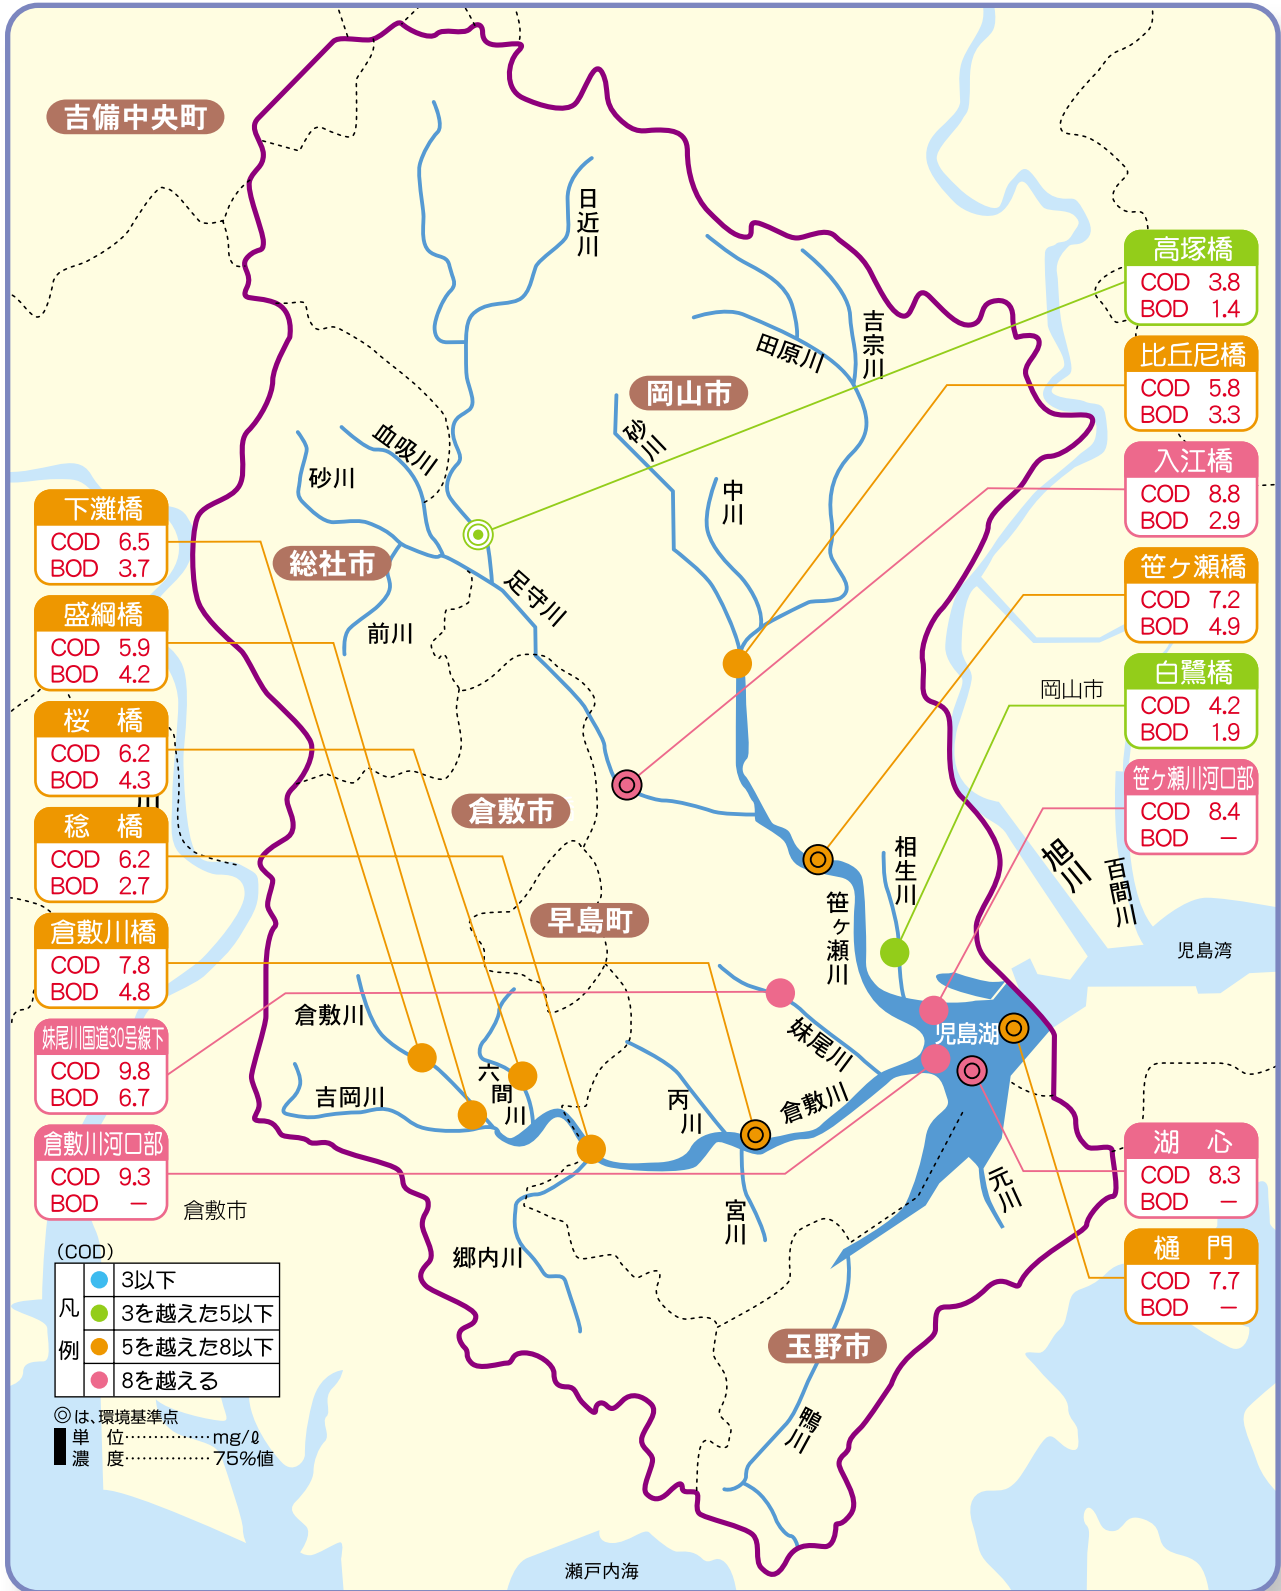 吉備中央町
日近川
高塚橋
COD 3.8
BOD 1.4
吉宗川
田原川
比丘尼橋
COD 5.8
BOD 3.3
岡山市
砂川
血吸川
砂川
中川
入江橋
COD 8.8
BOD 2.9
下灘橋
COD 6.5
BOD 3.7
総社市
足守川
前川
笹ヶ瀬橋
COD 7.2
BOD 4.9
盛綱橋
COD 5.9
BOD 4.2
岡山市
白鷺橋
COD 4.2
BOD 1.9
桜 橋
COD 6.2
BOD 4.3
川
倉敷市
笹ヶ瀬川河口部
COD 8.4
BOD －
稔 橋
COD 6.2
BOD 2.7
相生川
旭川
百間川
早島町
笹ヶ瀬川
児島湾
倉敷川橋
COD 7.8
BOD 4.8
倉敷川
妹尾川
児島湖
妹尾川国道30号線下
COD 9.8
BOD 6.7
吉岡川
六間川
丙川
倉敷川
倉敷川河口部
COD 9.3
BOD －
湖 心
COD 8.3
BOD －
元川
倉敷市
宮川
郷内川
樋 門
COD 7.7
BOD －
(COD)
凡例
3以下
3を越えた5以下
5を越えた8以下
8を越える
◎は、環境基準点
単 位……………mg/ℓ
濃 度……………75%値
玉野市
鴨川
瀬戸内海